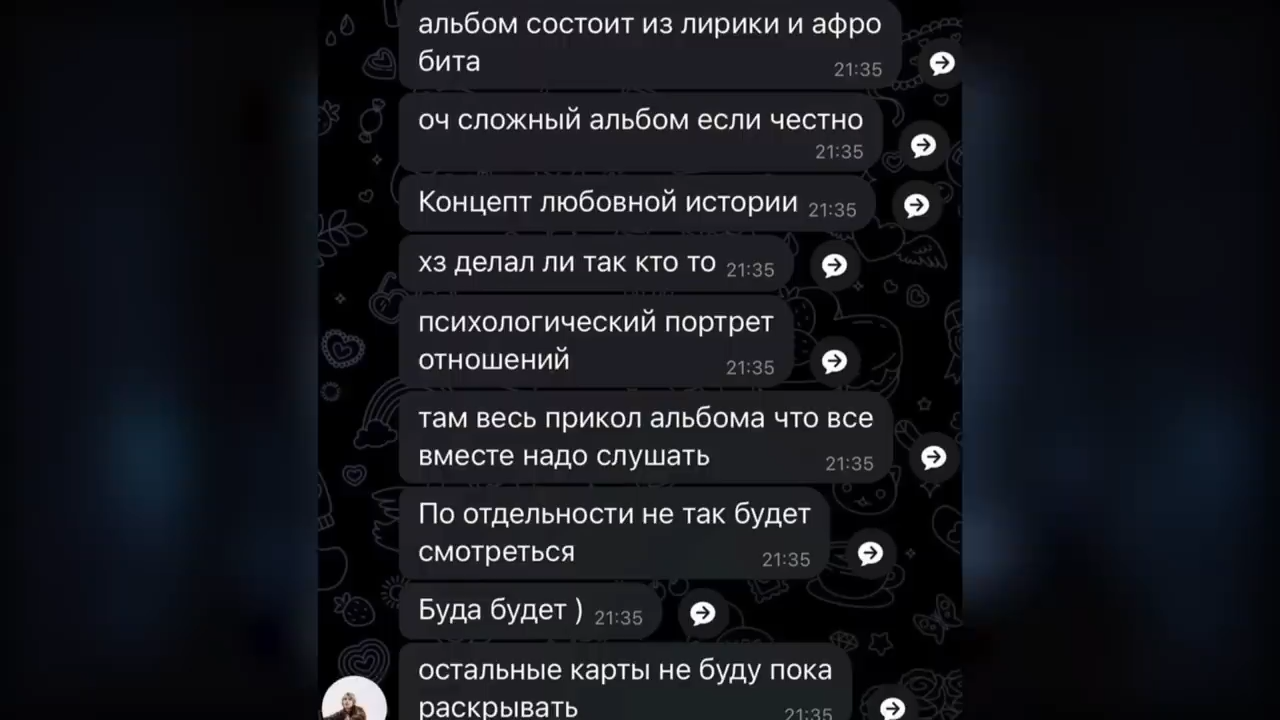 альбом состоит из лирики и афро
бита
21:35
оч сложный альбом если честно
21:35
Концепт любовной истории 21:35
хз делал ли так кто то 21:35
психологический портрет
отношений 21:35
там весь прикол альбома что все
вместе надо слушать 21:35
По отдельности не так будет
смотреться 21:35
Буда будет ) 21:35
остальные карты не буду пока
раскрывать 21:35